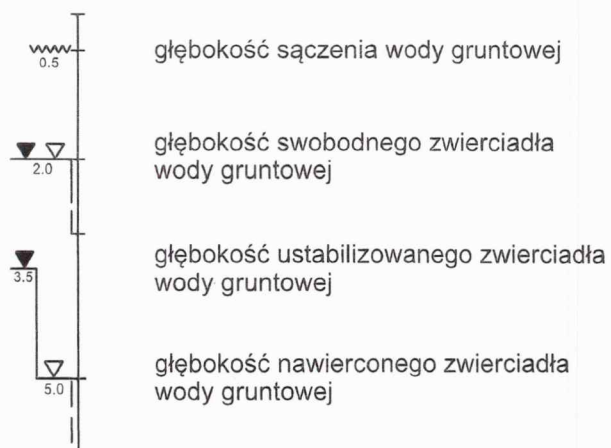 0.5
głębokość sączenia wody gruntowej
2.0
głębokość swobodnego zwierciadła
wody gruntowej
3.5
głębokość ustabilizowanego zwierciadła
wody gruntowej
5.0
głębokość nawierconego zwierciadła
wody gruntowej